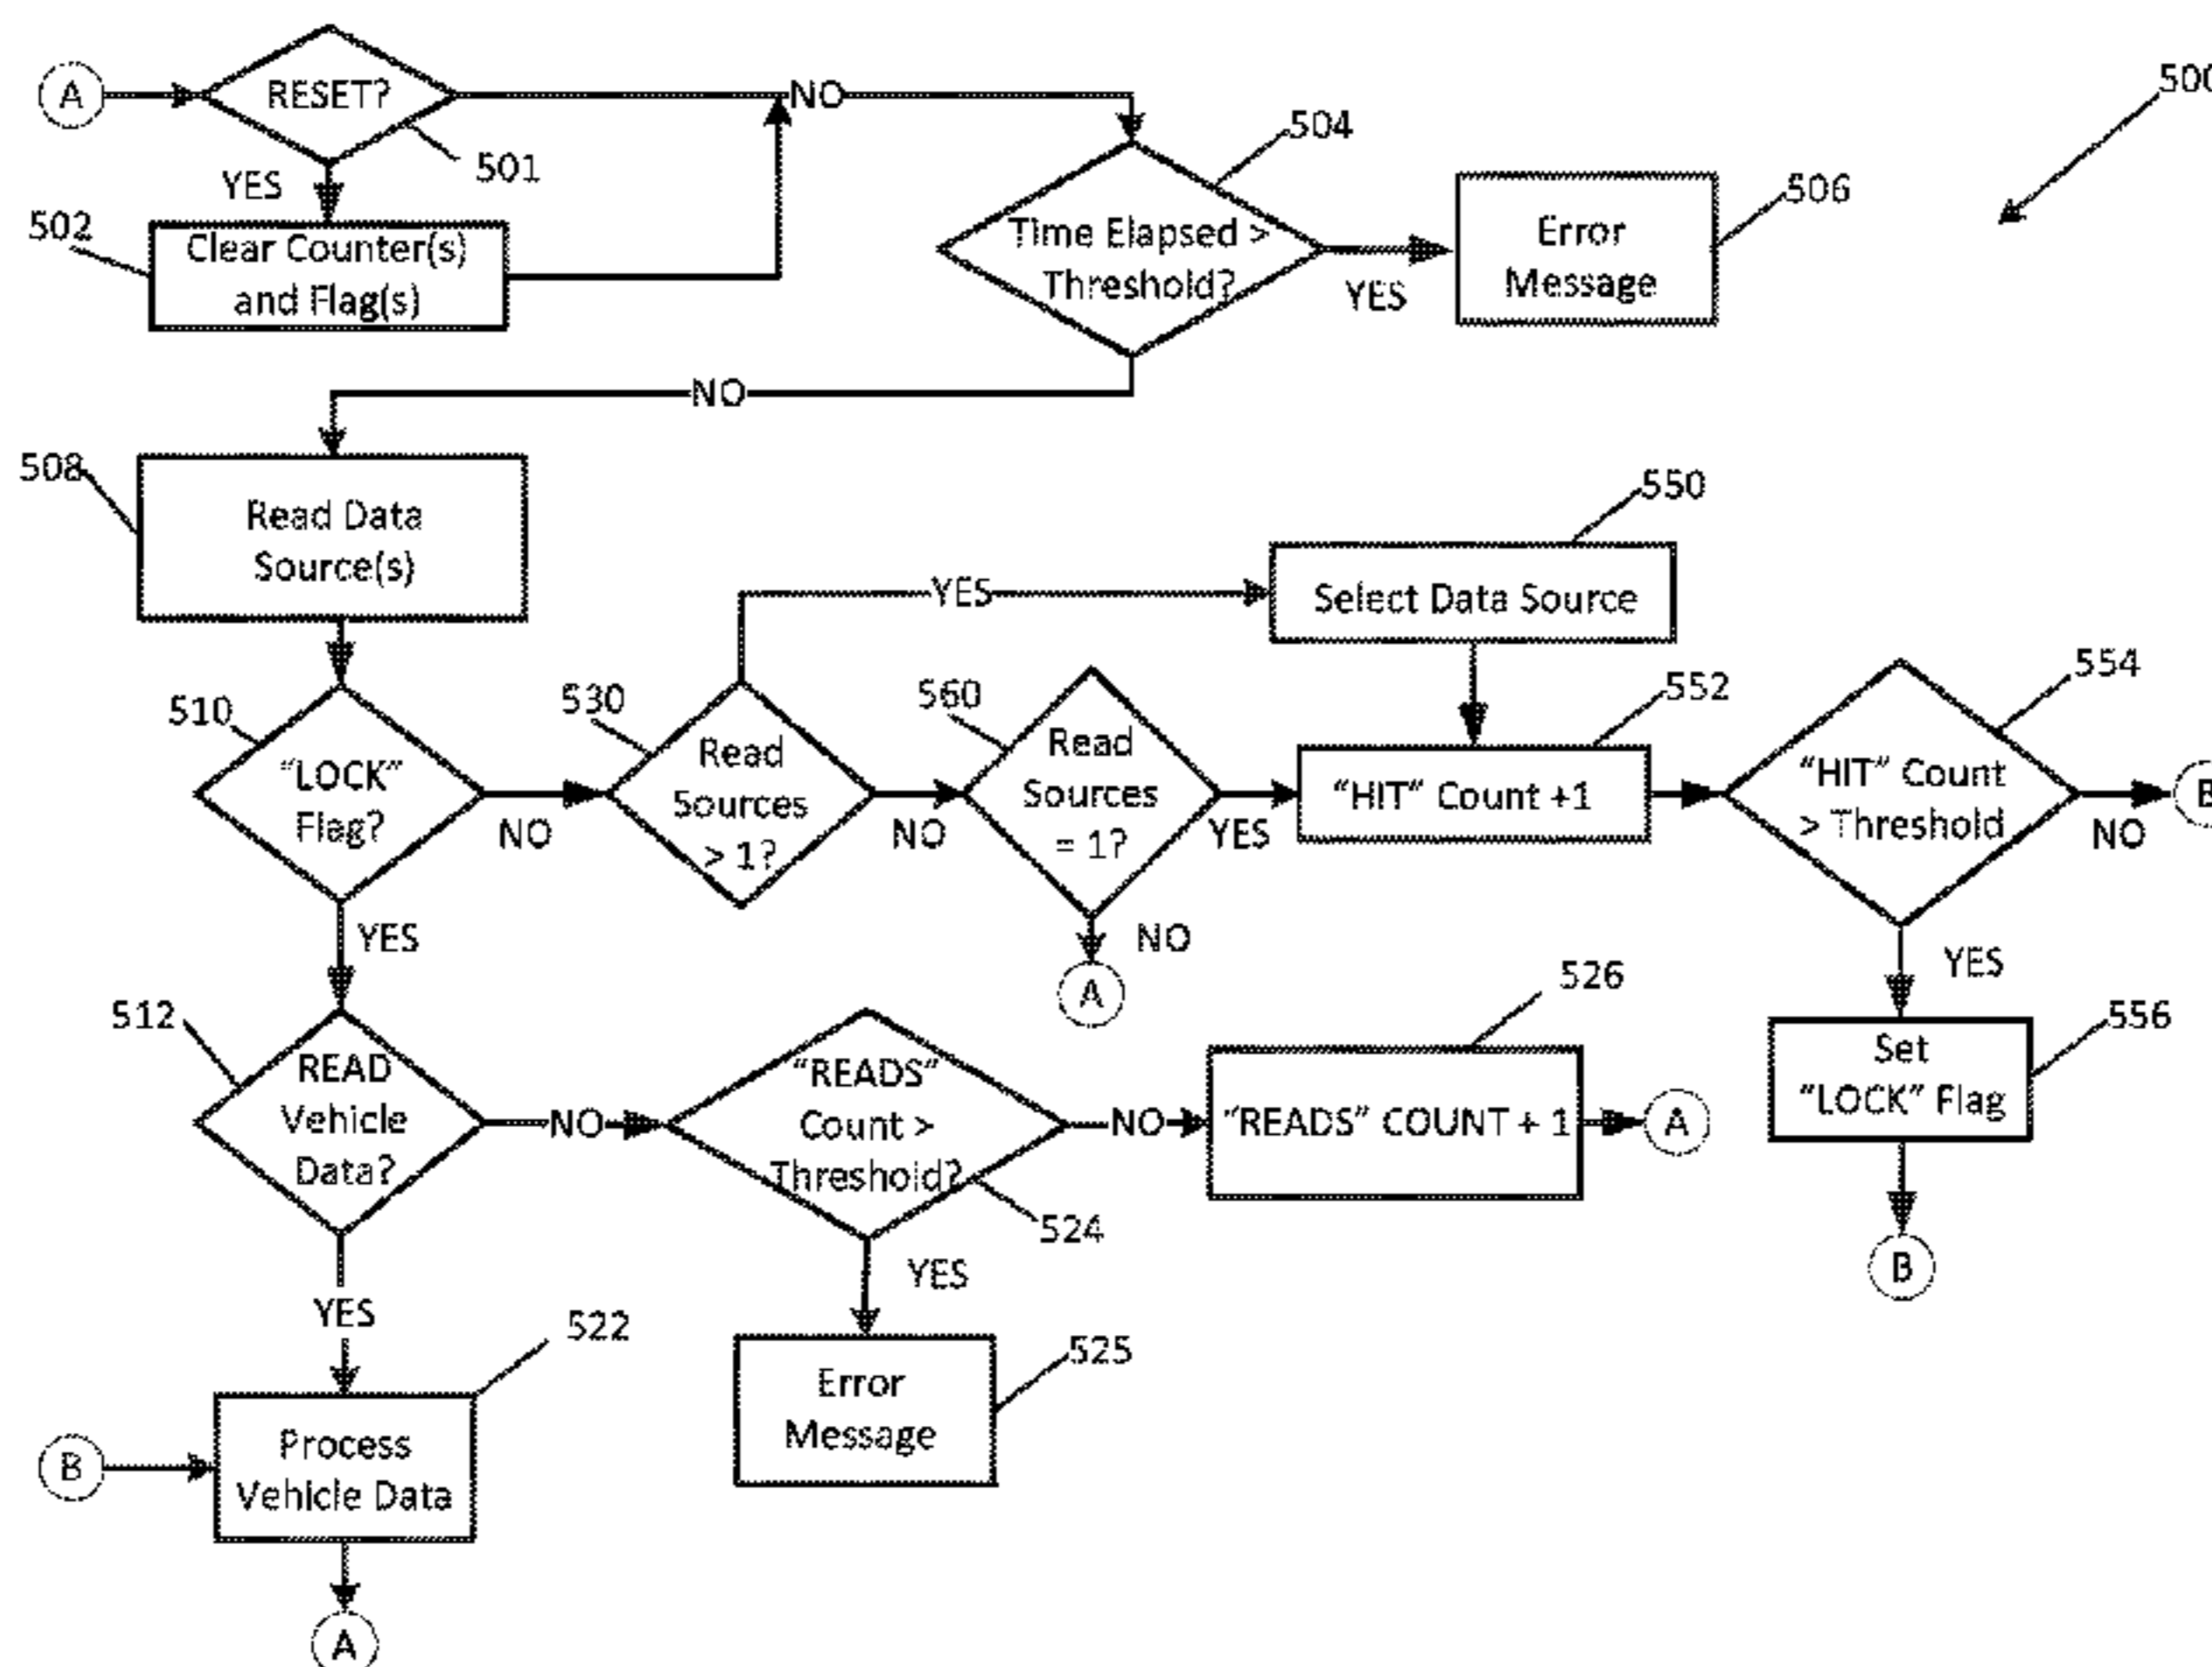 A
RESET?
NO
500
501
YES
502
Clear Counter(s)
and Flag(s)
504
Time Elapsed >
Threshold?
YES
506
Error
Message
NO
508
Read Data
Source(s)
550
Select Data Source
YES
510
"LOCK"
Flag?
NO
530
Read
Sources
> 1?
NO
560
Read
Sources
= 1?
YES
NO
A
552
"HIT" Count +1
554
"HIT" Count
> Threshold
NO
B
YES
556
Set
"LOCK" Flag
B
YES
512
READ
Vehicle
Data?
NO
"READS"
Count >
Threshold?
524
NO
526
"READS" COUNT + 1
A
YES
525
Error
Message
YES
522
B
Process
Vehicle Data
A